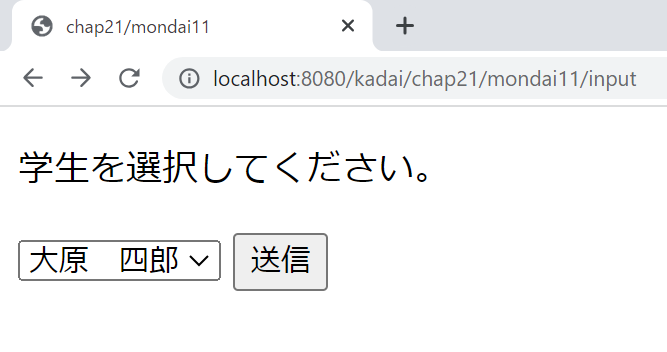 chap21/mondai11
localhost:8080/kadai/chap21/mondai11/input
学生を選択してください。
大原　四郎 送信